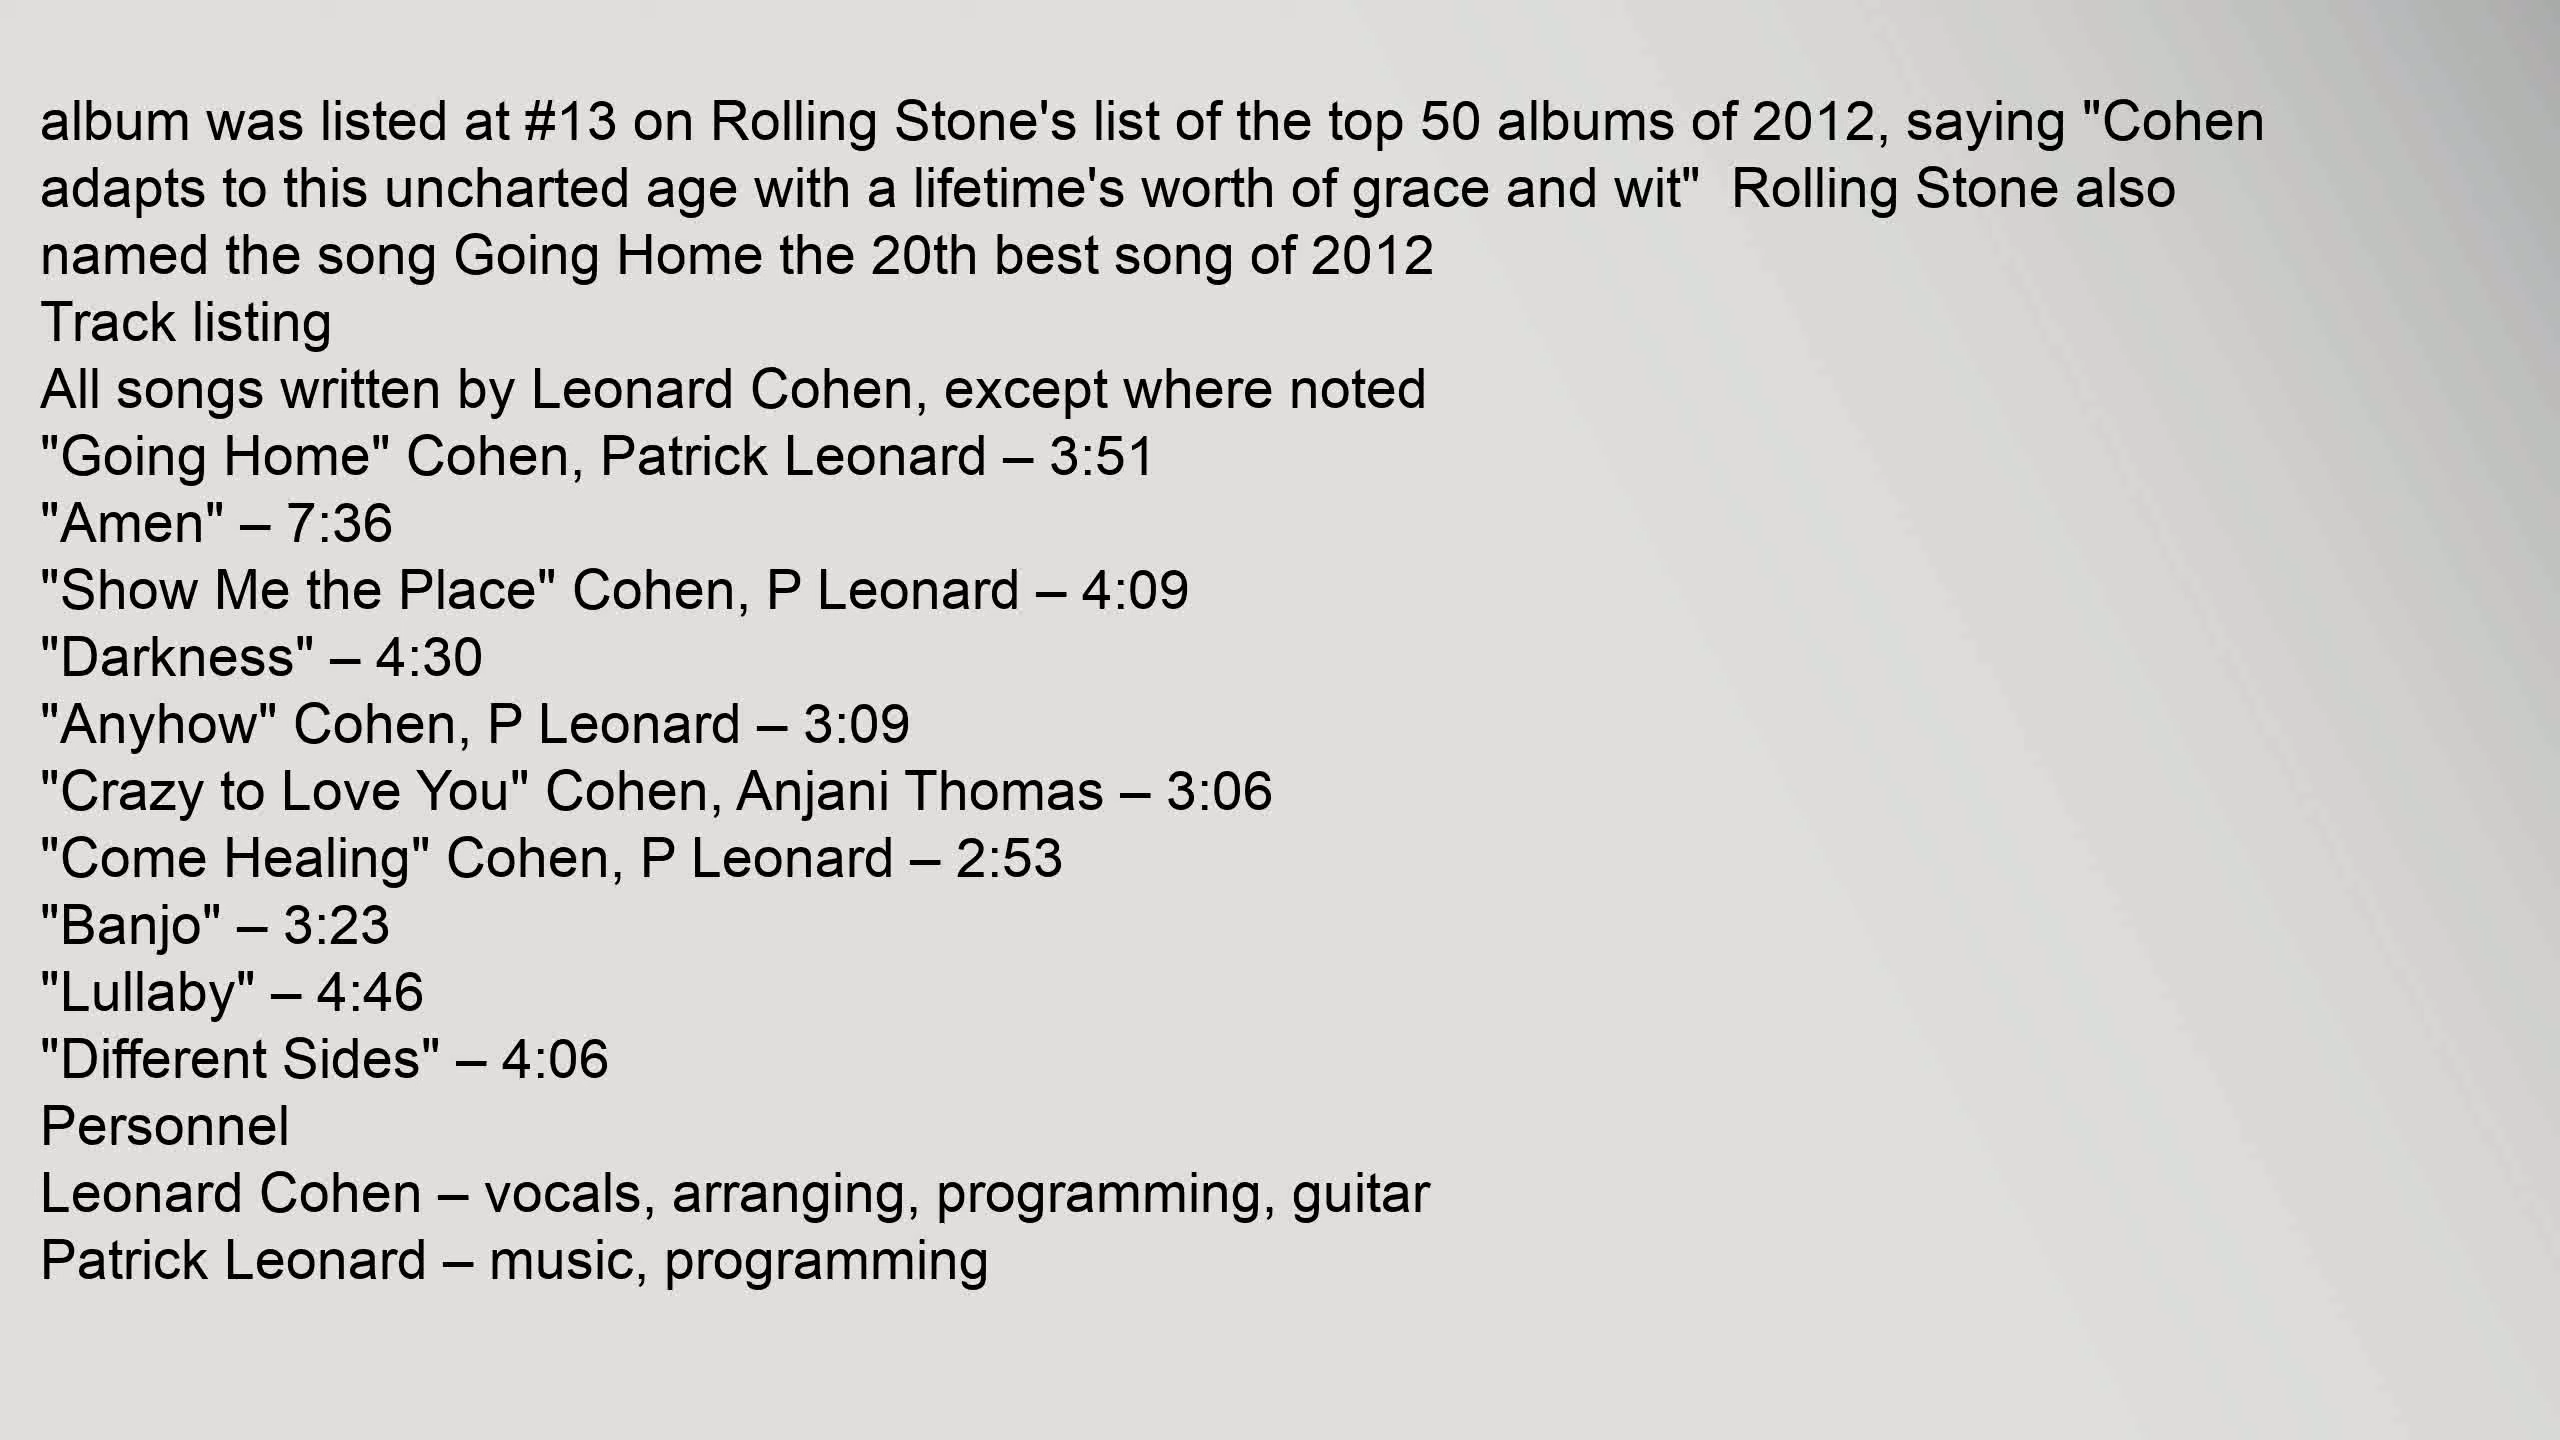 album was listed at #13 on Rolling Stone's list of the top 50 albums of 2012, saying "Cohen
adapts to this uncharted age with a lifetime's worth of grace and wit"  Rolling Stone also
named the song Going Home the 20th best song of 2012
Track listing
All songs written by Leonard Cohen, except where noted
"Going Home" Cohen, Patrick Leonard – 3:51
"Amen" – 7:36
"Show Me the Place" Cohen, P Leonard – 4:09
"Darkness" – 4:30
"Anyhow" Cohen, P Leonard – 3:09
"Crazy to Love You" Cohen, Anjani Thomas – 3:06
"Come Healing" Cohen, P Leonard – 2:53
"Banjo" – 3:23
"Lullaby" – 4:46
"Different Sides" – 4:06
Personnel
Leonard Cohen – vocals, arranging, programming, guitar
Patrick Leonard – music, programming